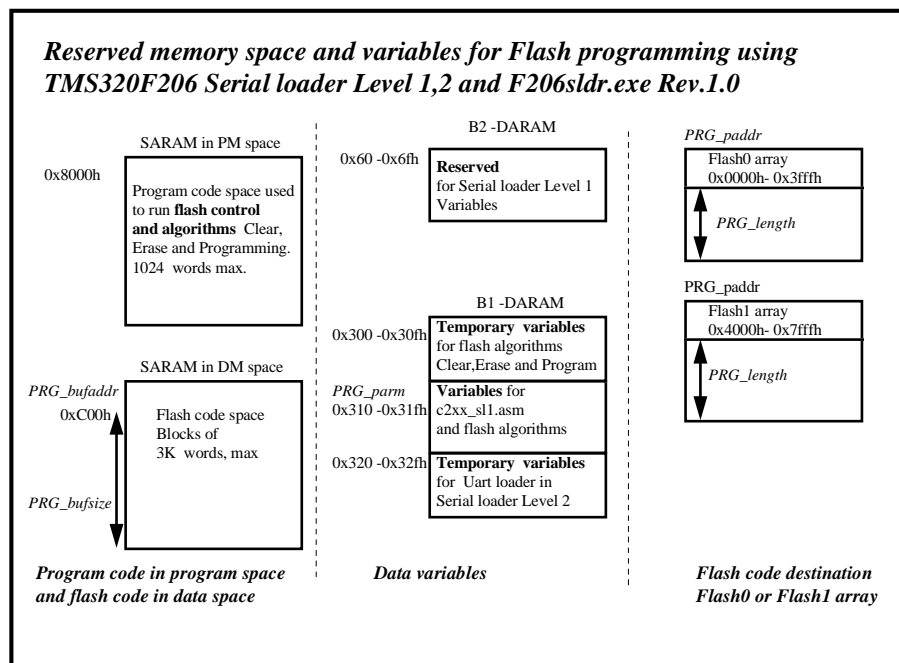 Reserved memory space and variables for Flash programming using
TMS320F206 Serial loader Level 1,2 and F206sldr.exe Rev.1.0
SARAM in PM space
0x8000h
Program code space used
to run flash control
and algorithms Clear,
Erase and Programming.
1024 words max.
SARAM in DM space
PRG_bufaddr
0xC00h
Flash code space
Blocks of
3K words, max
PRG_bufsize
Program code in program space
and flash code in data space
B2 -DARAM
0x60 -0x6fh
Reserved
for Serial loader Level 1
Variables
B1 -DARAM
0x300 -0x30fh
Temporary variables
for flash algorithms
Clear,Erase and Program
PRG_parm
0x310 -0x31fh
Variables for
c2xx_sl1.asm
and flash algorithms
0x320 -0x32fh
Temporary variables
for Uart loader in
Serial loader Level 2
Data variables
PRG_paddr
Flash0 array
0x0000h- 0x3fffh
PRG_length
PRG_paddr
Flash1 array
0x4000h- 0x7fffh
PRG_length
Flash code destination
Flash0 or Flash1 array